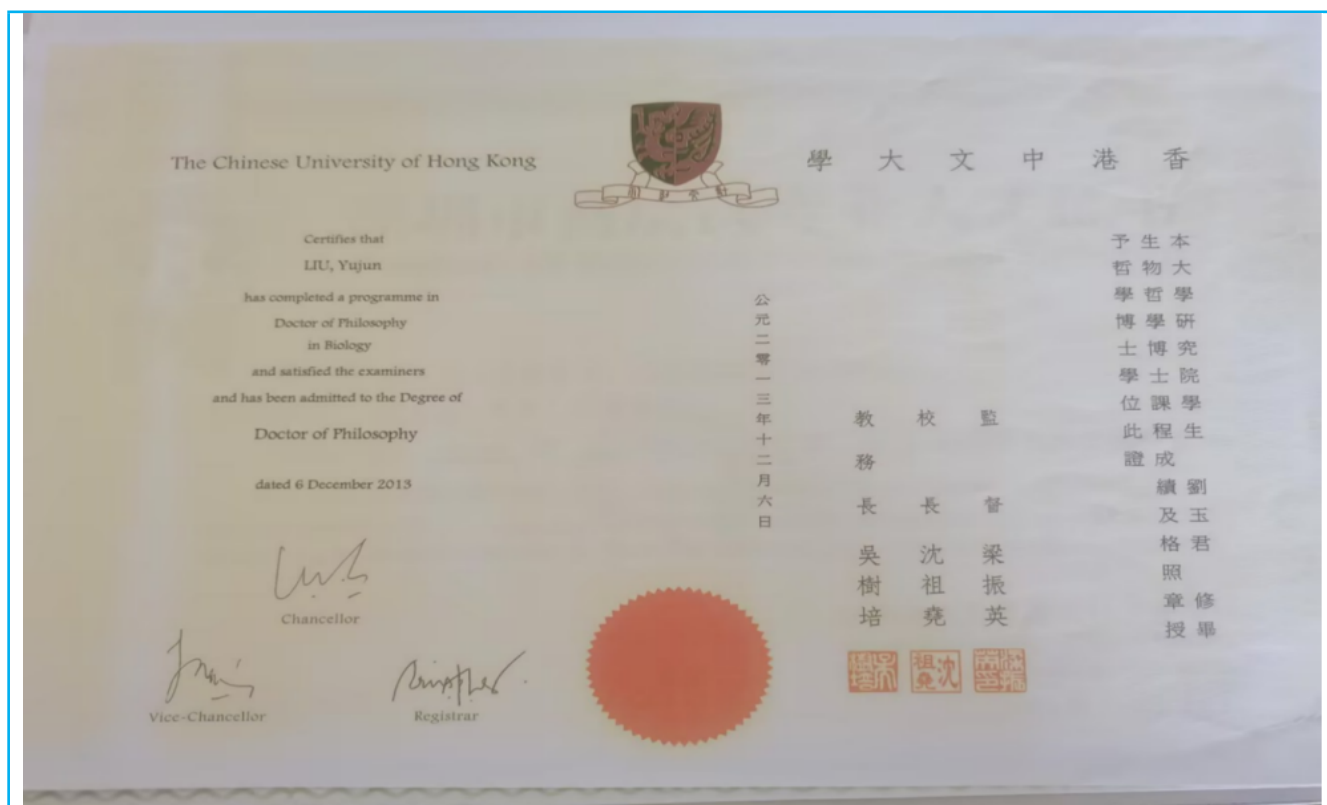 The Chinese University of Hong Kong
Certifies that
LIU, Yujun
has completed a programme in
Doctor of Philosophy
in Biology
and satisfied the examiners
and has been admitted to the Degree of
Doctor of Philosophy
dated 6 December 2013
Chancellor
Vice-Chancellor
Registrar
香港中文大學
本大學研究院學生劉玉君修畢
生物哲學博士課程成績及格照章授
予哲學博士學位此證
監督梁振英
校長沈祖堯
教務長吳樹培
公元二零一三年十二月六日